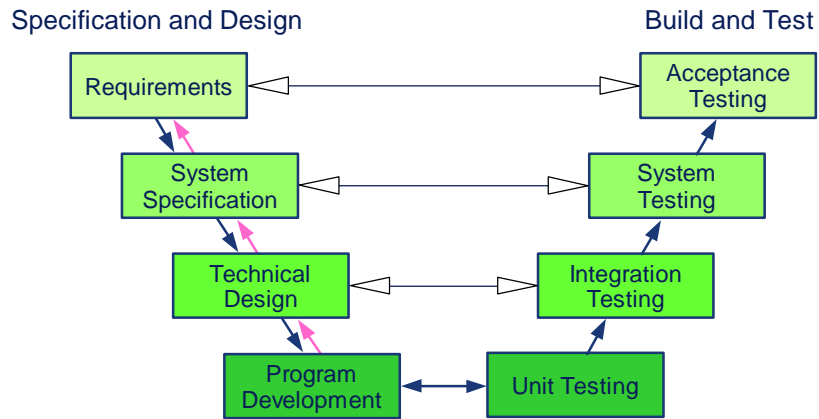 Specification and Design
Build and Test
Requirements
Acceptance
Testing
System
Specification
System
Testing
Technical
Design
Integration
Testing
Program
Development
Unit Testing